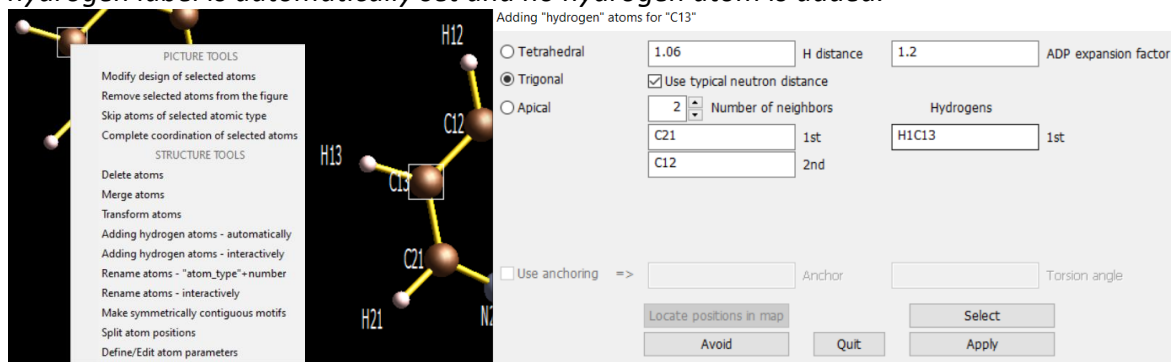 hydrogen label is automatically set and no hydrogen atom is added.
PICTURE TOOLS
Modify design of selected atoms
Remove selected atoms from the figure
Skip atoms of selected atomic type
Complete coordination of selected atoms
STRUCTURE TOOLS
Delete atoms
Merge atoms
Transform atoms
Adding hydrogen atoms - automatically
Adding hydrogen atoms - interactively
Rename atoms - "atom_type"+number
Rename atoms - interactively
Make symmetrically contiguous motifs
Split atom positions
Define/Edit atom parameters
H12
C12
H13
C13
C21
H21
Adding "hydrogen" atoms for "C13"
Tetrahedral 1.06 H distance 1.2 ADP expansion factor
Trigonal Use typical neutron distance
Apical 2 Number of neighbors Hydrogens
C21 1st H1C13 1st
C12 2nd
Use anchoring => Anchor Torsion angle
Locate positions in map Select
Avoid Quit Apply